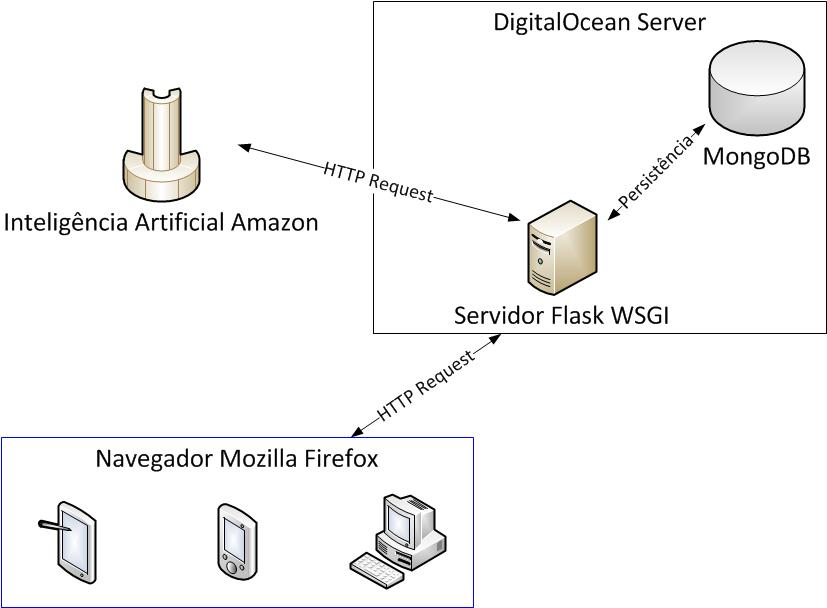 DigitalOcean Server
MongoDB
Persistência
HTTP Request
Inteligência Artificial Amazon
Servidor Flask WSGI
HTTP Request
Navegador Mozilla Firefox